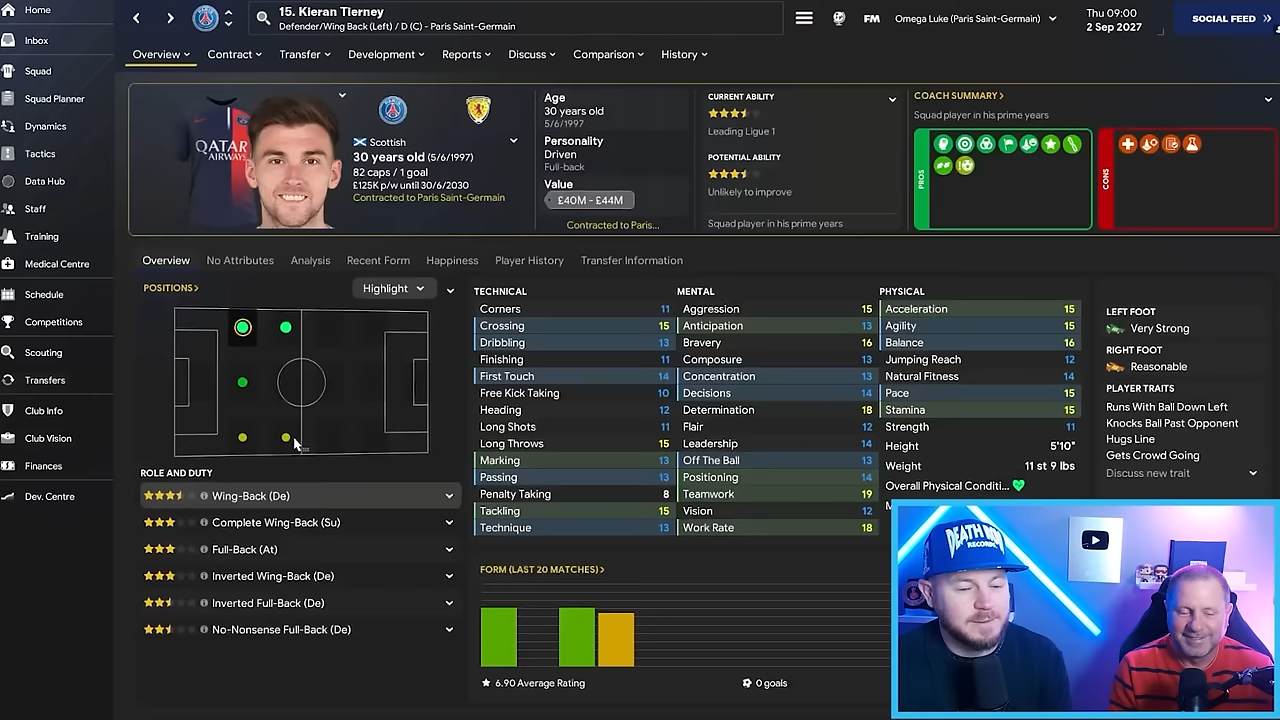 Home
Inbox
Squad
Squad Planner
Dynamics
Tactics
Data Hub
Staff
Training
Medical Centre
Schedule
Competitions
Scouting
Transfers
Club Info
Club Vision
Finances
Dev. Centre
15. Kieran Tierney
Defender/Wing Back (Left) / D (C) - Paris Saint-Germain
FM
Omega Luke (Paris Saint-Germain)
Thu 09:00
2 Sep 2027
SOCIAL FEED
Overview
Contract
Transfer
Development
Reports
Discuss
Comparison
History
QATAR
AIRWAYS
Scottish
30 years old (5/6/1997)
82 caps / 1 goal
£125K p/w until 30/6/2030
Contracted to Paris Saint-Germain
Age
30 years old
5/6/1997
Personality
Driven
Full-back
Value
£40M - £44M
Contracted to Paris...
CURRENT ABILITY
Leading Ligue 1
POTENTIAL ABILITY
Unlikely to improve
Squad player in his prime years
COACH SUMMARY
Squad player in his prime years
PROS
CONS
Overview
No Attributes
Analysis
Recent Form
Happiness
Player History
Transfer Information
POSITIONS
Highlight
ROLE AND DUTY
Wing-Back (De)
Complete Wing-Back (Su)
Full-Back (At)
Inverted Wing-Back (De)
Inverted Full-Back (De)
No-Nonsense Full-Back (De)
TECHNICAL
Corners 11
Crossing 15
Dribbling 13
Finishing 11
First Touch 14
Free Kick Taking 10
Heading 12
Long Shots 11
Long Throws 15
Marking 13
Passing 13
Penalty Taking 8
Tackling 15
Technique 13
MENTAL
Aggression 15
Anticipation 13
Bravery 16
Composure 13
Concentration 13
Decisions 14
Determination 18
Flair 12
Leadership 14
Off The Ball 13
Positioning 14
Teamwork 19
Vision 12
Work Rate 18
PHYSICAL
Acceleration 15
Agility 15
Balance 16
Jumping Reach 12
Natural Fitness 14
Pace 15
Stamina 15
Strength 11
Height 5'10"
Weight 11 st 9 lbs
Overall Physical Conditi...
LEFT FOOT
Very Strong
RIGHT FOOT
Reasonable
PLAYER TRAITS
Runs With Ball Down Left
Knocks Ball Past Opponent
Hugs Line
Gets Crowd Going
Discuss new trait
FORM (LAST 20 MATCHES)
6.90 Average Rating
0 goals
DEATH ROW
RECORDS